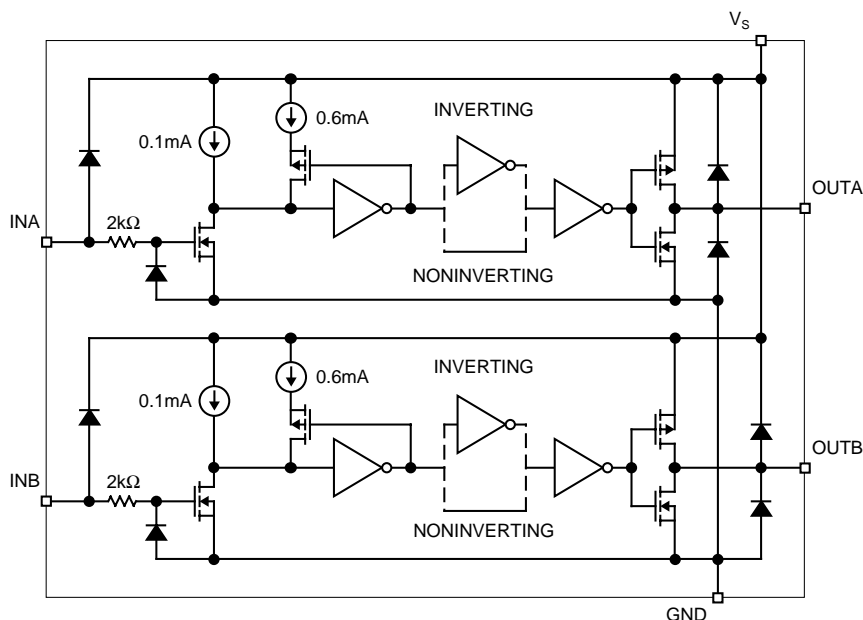 V_S
INVERTING
0.6mA
0.1mA
OUTA
INA
2kΩ
NONINVERTING
INVERTING
0.6mA
0.1mA
OUTB
INB
2kΩ
NONINVERTING
GND